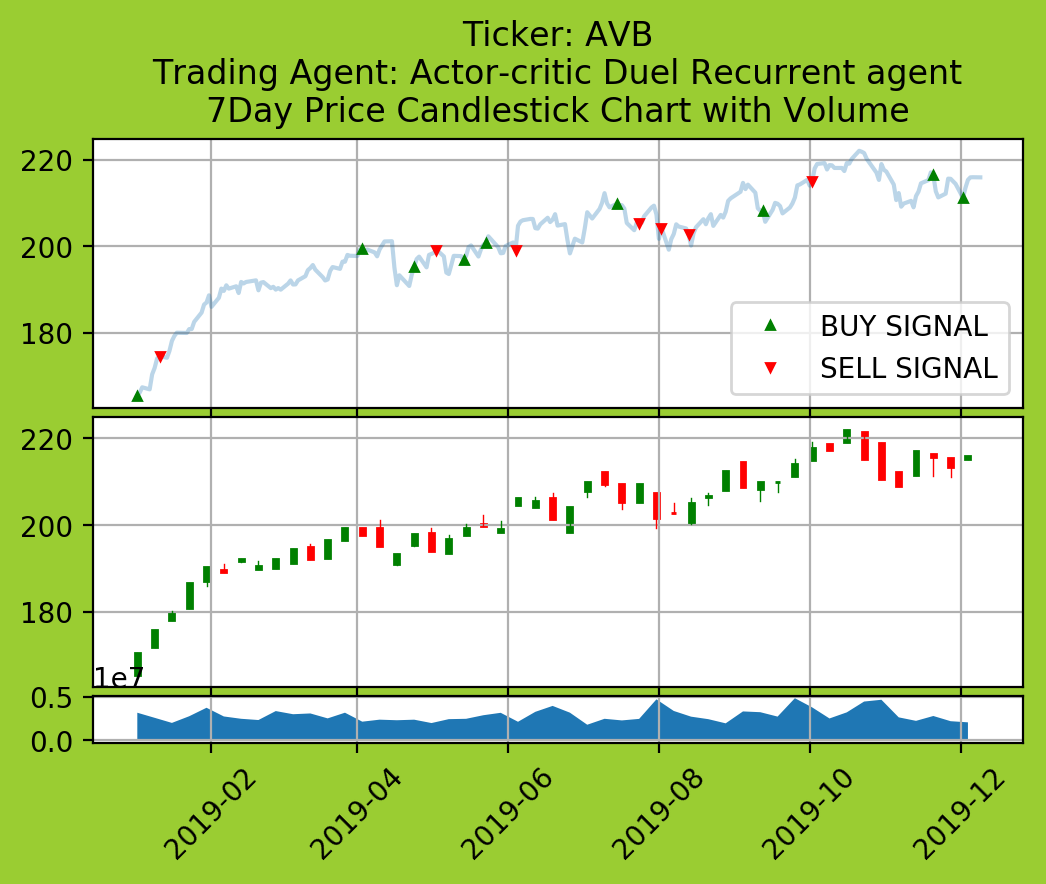 Ticker: AVB
Trading Agent: Actor-critic Duel Recurrent agent
7Day Price Candlestick Chart with Volume
220
200
180
BUY SIGNAL
SELL SIGNAL
220
200
180
1e7
0.5
0.0
2019-02
2019-04
2019-06
2019-08
2019-10
2019-12